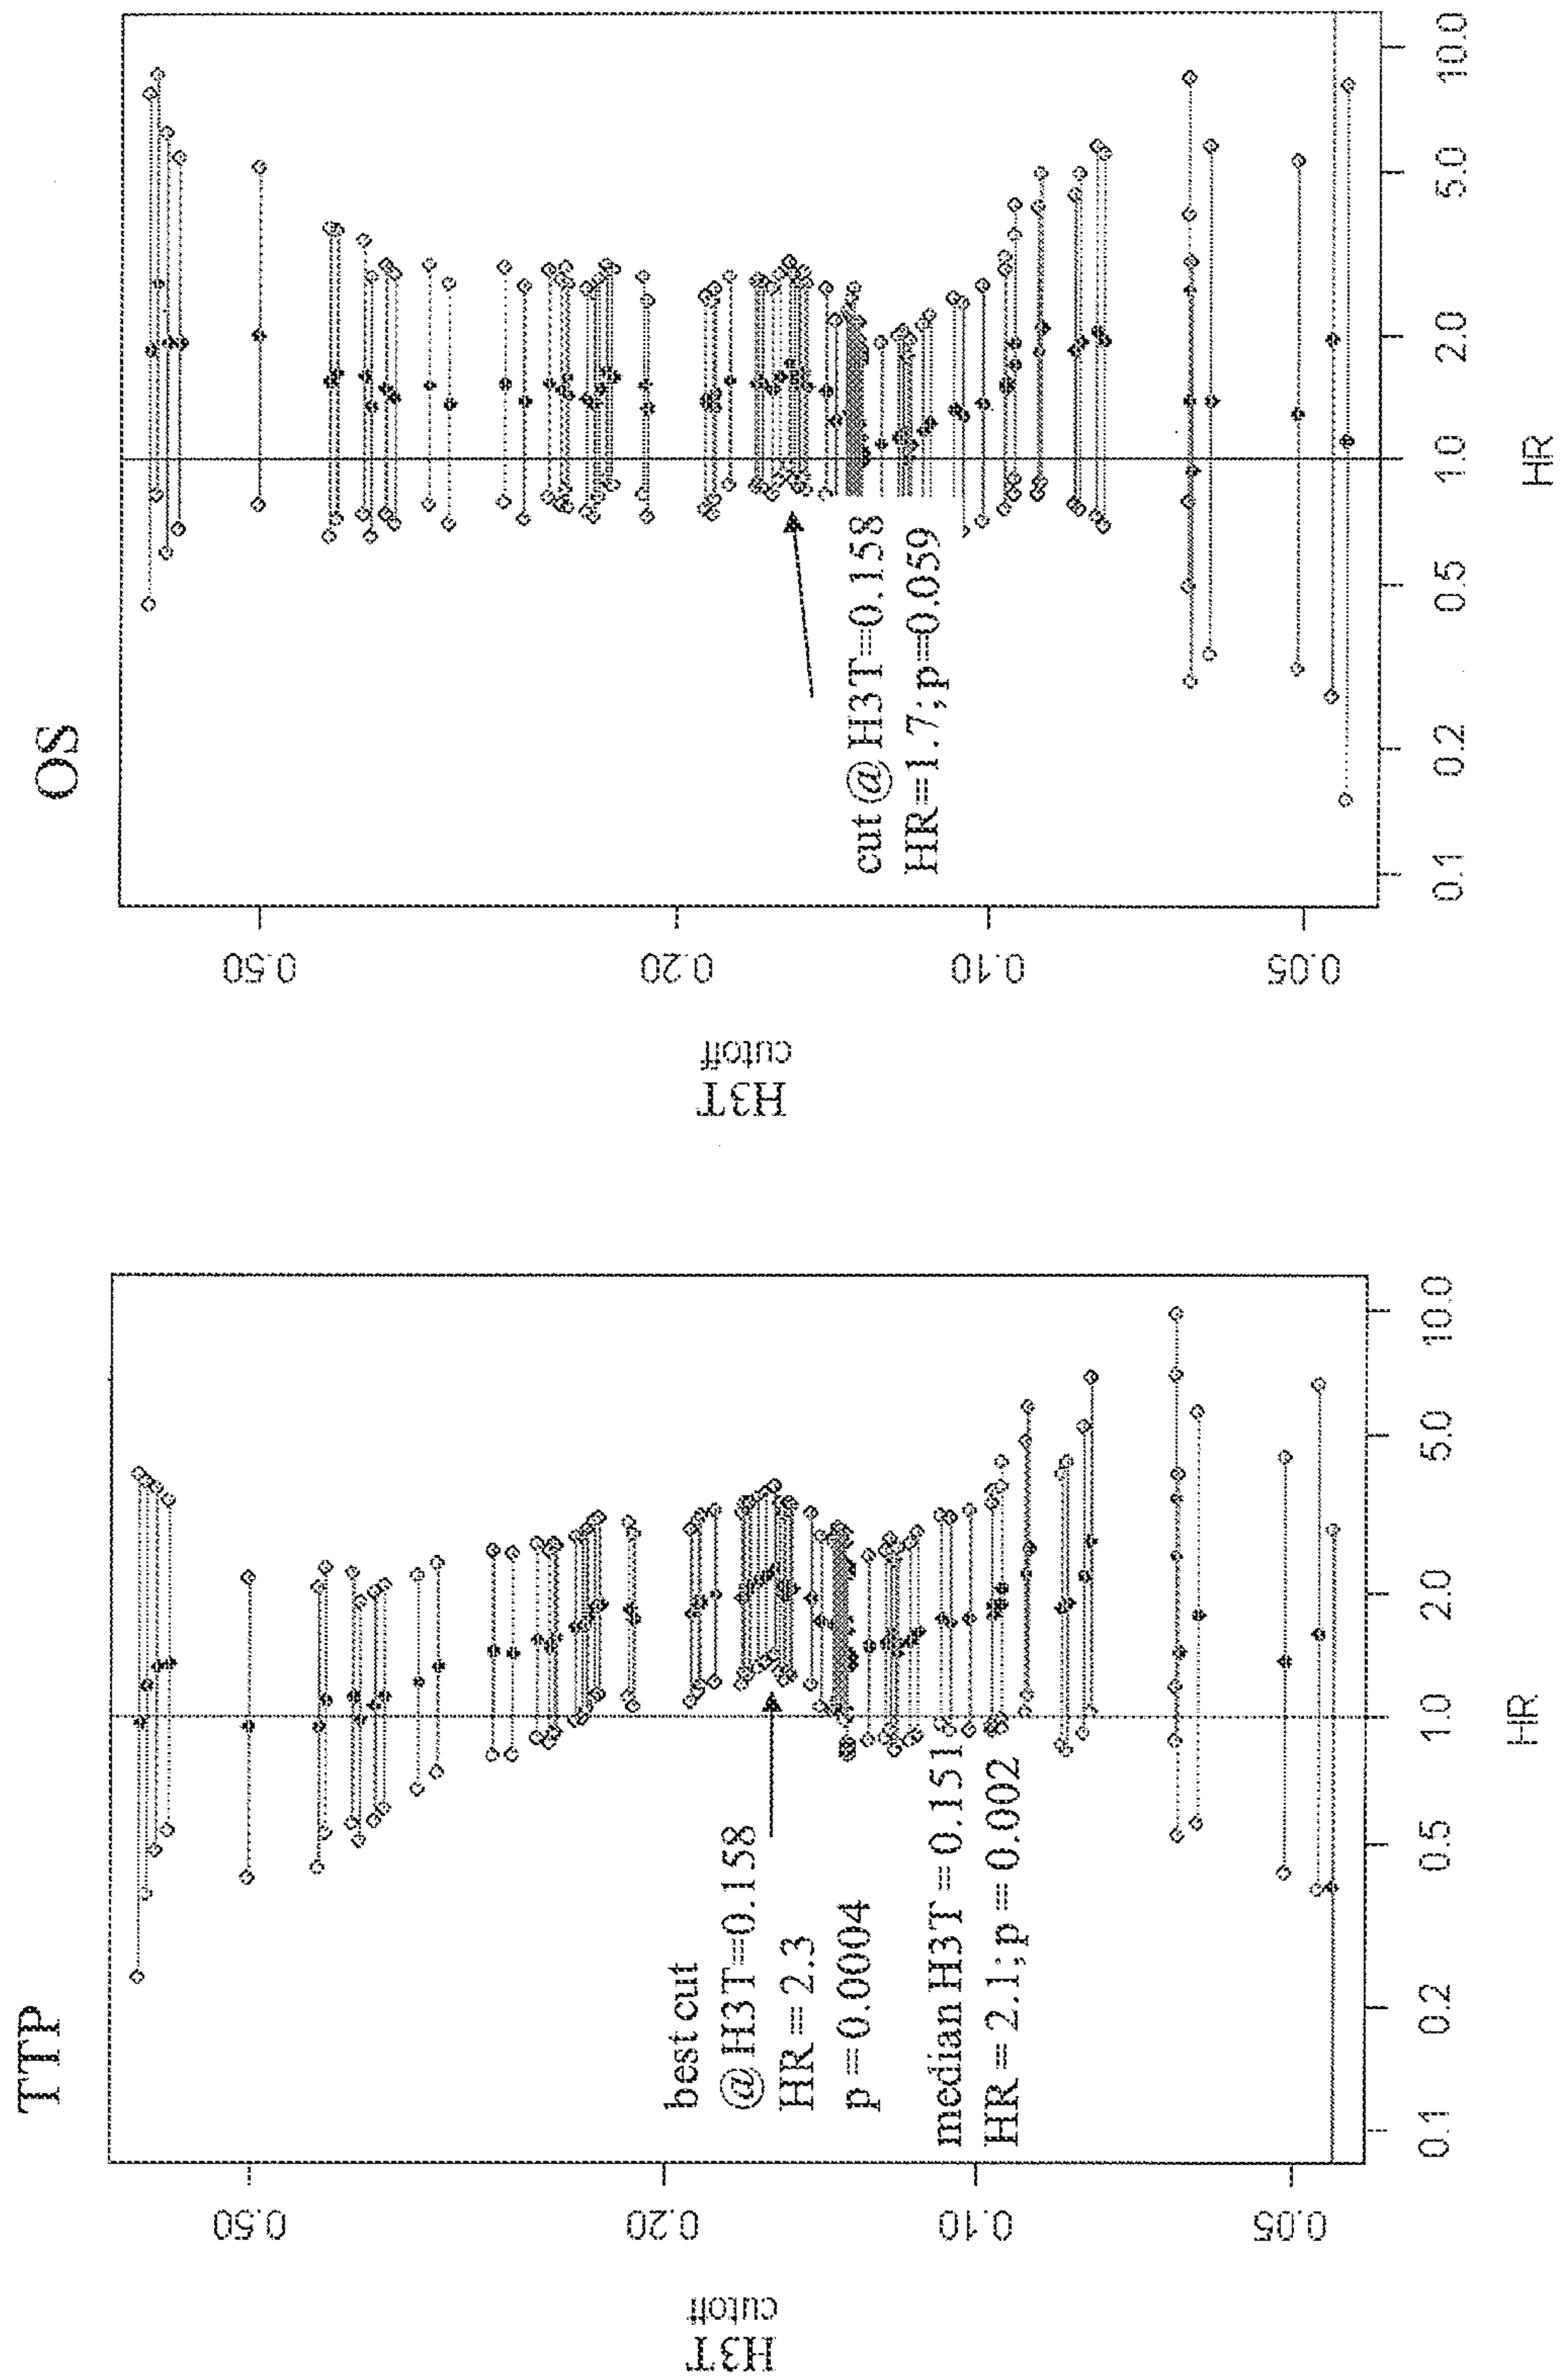 TTP
H3T
cutoff
0.50
0.20
0.10
0.05
best cut
@H3T=0.158
HR = 2.3
p = 0.0004
median H3T = 0.151
HR = 2.1; p = 0.002
0.1
0.2
0.5
1.0
2.0
5.0
10.0
HR
OS
H3T
cutoff
0.50
0.20
0.10
0.05
cut@H3T=0.158
HR=1.7; p=0.059
0.1
0.2
0.5
1.0
2.0
5.0
10.0
HR